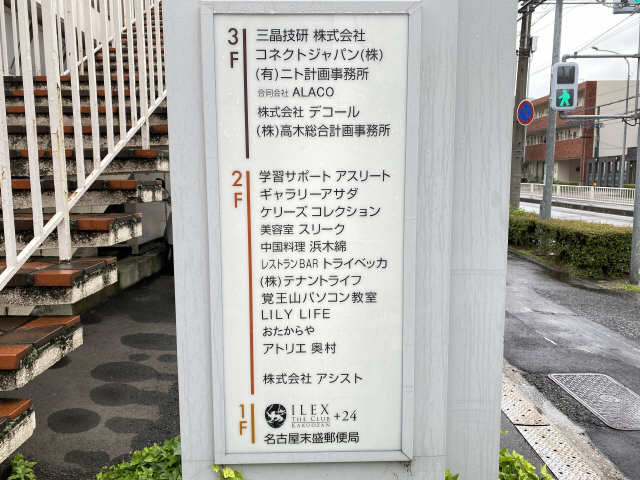 3F
三晶技研 株式会社
コネクトジャパン(株)
(有)ニト計画事務所
合同会社 ALACO
株式会社 デコール
(株)高木総合計画事務所
2F
学習サポート アスリート
ギャラリーアサダ
ケリーズ コレクション
美容室 スリーク
中国料理 浜木綿
レストランBAR トライベッカ
(株)テナントライフ
覚王山パソコン教室
LILY LIFE
おたからや
アトリエ 奥村
株式会社 アシスト
1F
ILEX
THE CLUB
KAKUOZAN
+24
名古屋末盛郵便局